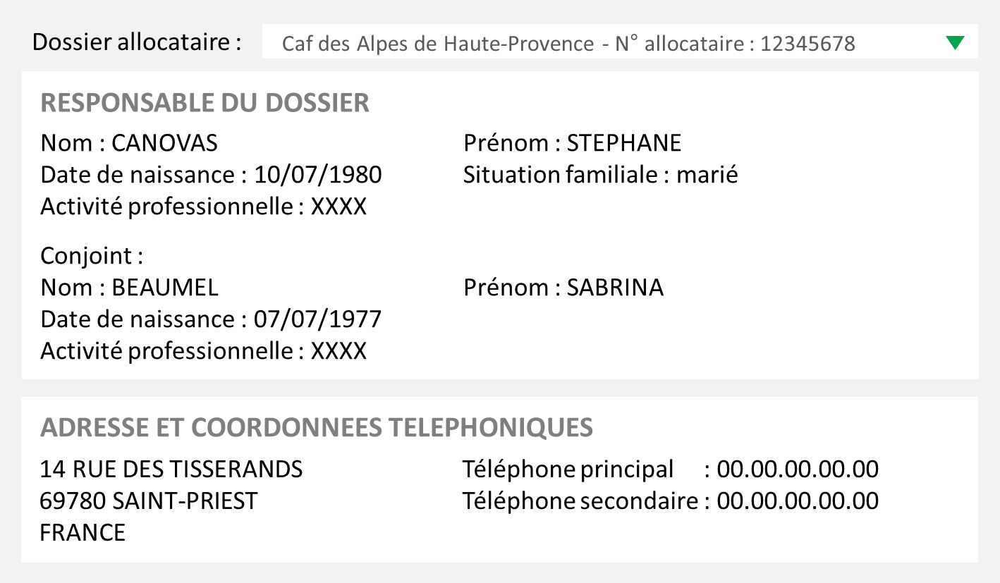 Dossier allocataire : Caf des Alpes de Haute-Provence - N° allocataire : 12345678
RESPONSABLE DU DOSSIER
Nom : CANOVAS Prénom : STEPHANE
Date de naissance : 10/07/1980 Situation familiale : marié
Activité professionnelle : XXXX
Conjoint :
Nom : BEAUMEL Prénom : SABRINA
Date de naissance : 07/07/1977
Activité professionnelle : XXXX
ADRESSE ET COORDONNEES TELEPHONIQUES
14 RUE DES TISSERANDS Téléphone principal : 00.00.00.00.00
69780 SAINT-PRIEST Téléphone secondaire : 00.00.00.00.00
FRANCE